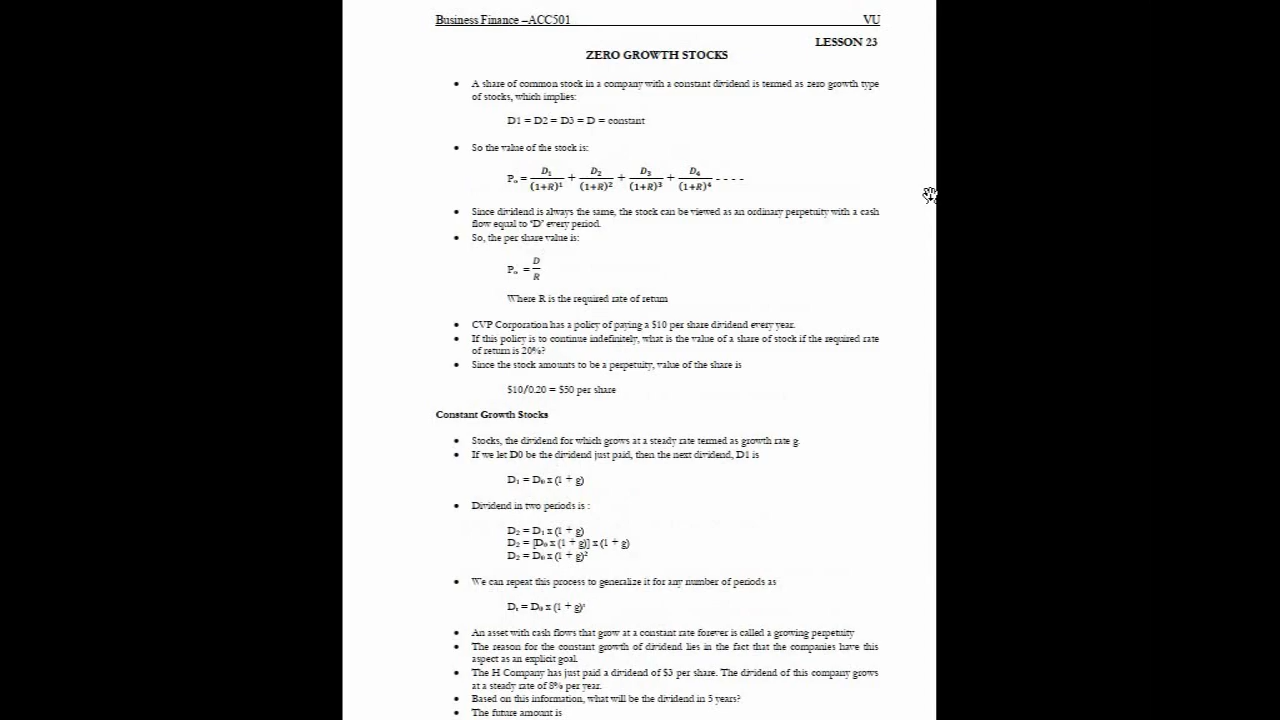 Business Finance –ACC501 VU
LESSON 23
ZERO GROWTH STOCKS
• A share of common stock in a company with a constant dividend is termed as zero growth type
of stocks, which implies:
D1 = D2 = D3 = D = constant
• So the value of the stock is:
Pₒ = D₁/(1+R)¹ + D₂/(1+R)² + D₃/(1+R)³ + D₄/(1+R)⁴ - - - -
• Since dividend is always the same, the stock can be viewed as an ordinary perpetuity with a cash
flow equal to "D" every period.
• So, the per share value is:
Pₒ = D/R
Where R is the required rate of return
• CVP Corporation has a policy of paying a $10 per share dividend every year.
• If this policy is to continue indefinitely, what is the value of a share of stock if the required rate
of return is 20%?
• Since the stock amounts to be a perpetuity, value of the share is
$10/0.20 = $50 per share
Constant Growth Stocks
• Stocks, the dividend for which grows at a steady rate termed as growth rate g.
• If we let D0 be the dividend just paid, then the next dividend, D1 is
D₁ = D₀ x (1 + g)
• Dividend in two periods is :
D₂ = D₁ x (1 + g)
D₂ = [D₀ x (1 + g)] x (1 + g)
D₂ = D₀ x (1 + g)²
• We can repeat this process to generalize it for any number of periods as
Dₜ = D₀ x (1 + g)ᵗ
• An asset with cash flows that grow at a constant rate forever is called a growing perpetuity
• The reason for the constant growth of dividend lies in the fact that the companies have this
aspect as an explicit goal.
• The H Company has just paid a dividend of $3 per share. The dividend of this company grows
at a steady rate of 8% per year.
• Based on this information, what will be the dividend in 5 years?
• The future amount is